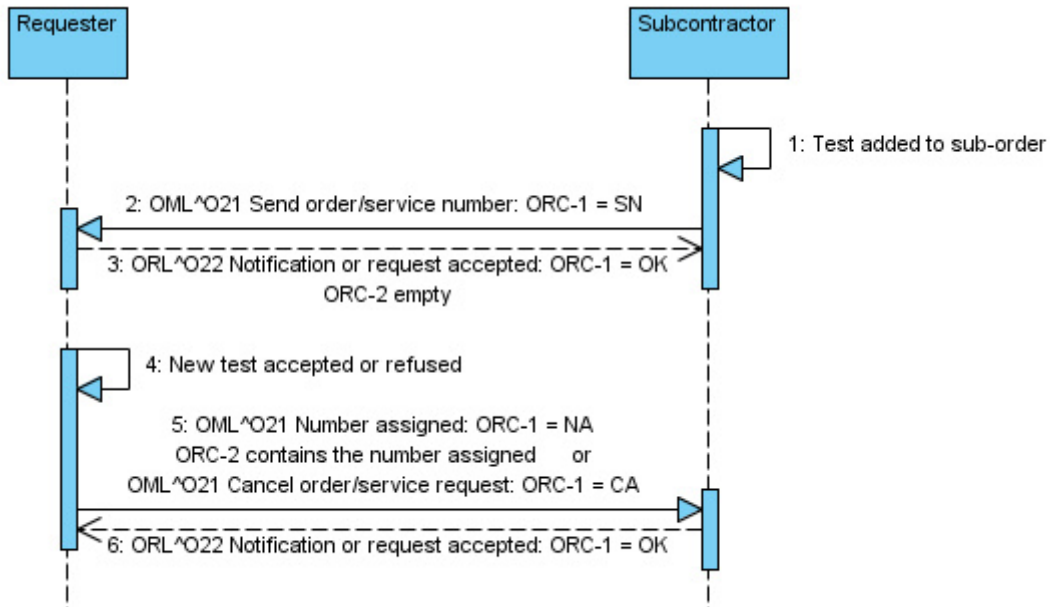 Requester
Subcontractor
1: Test added to sub-order
2: OML^O21 Send order/service number: ORC-1 = SN
3: ORL^O22 Notification or request accepted: ORC-1 = OK
ORC-2 empty
4: New test accepted or refused
5: OML^O21 Number assigned: ORC-1 = NA
ORC-2 contains the number assigned or
OML^O21 Cancel order/service request: ORC-1 = CA
6: ORL^O22 Notification or request accepted: ORC-1 = OK